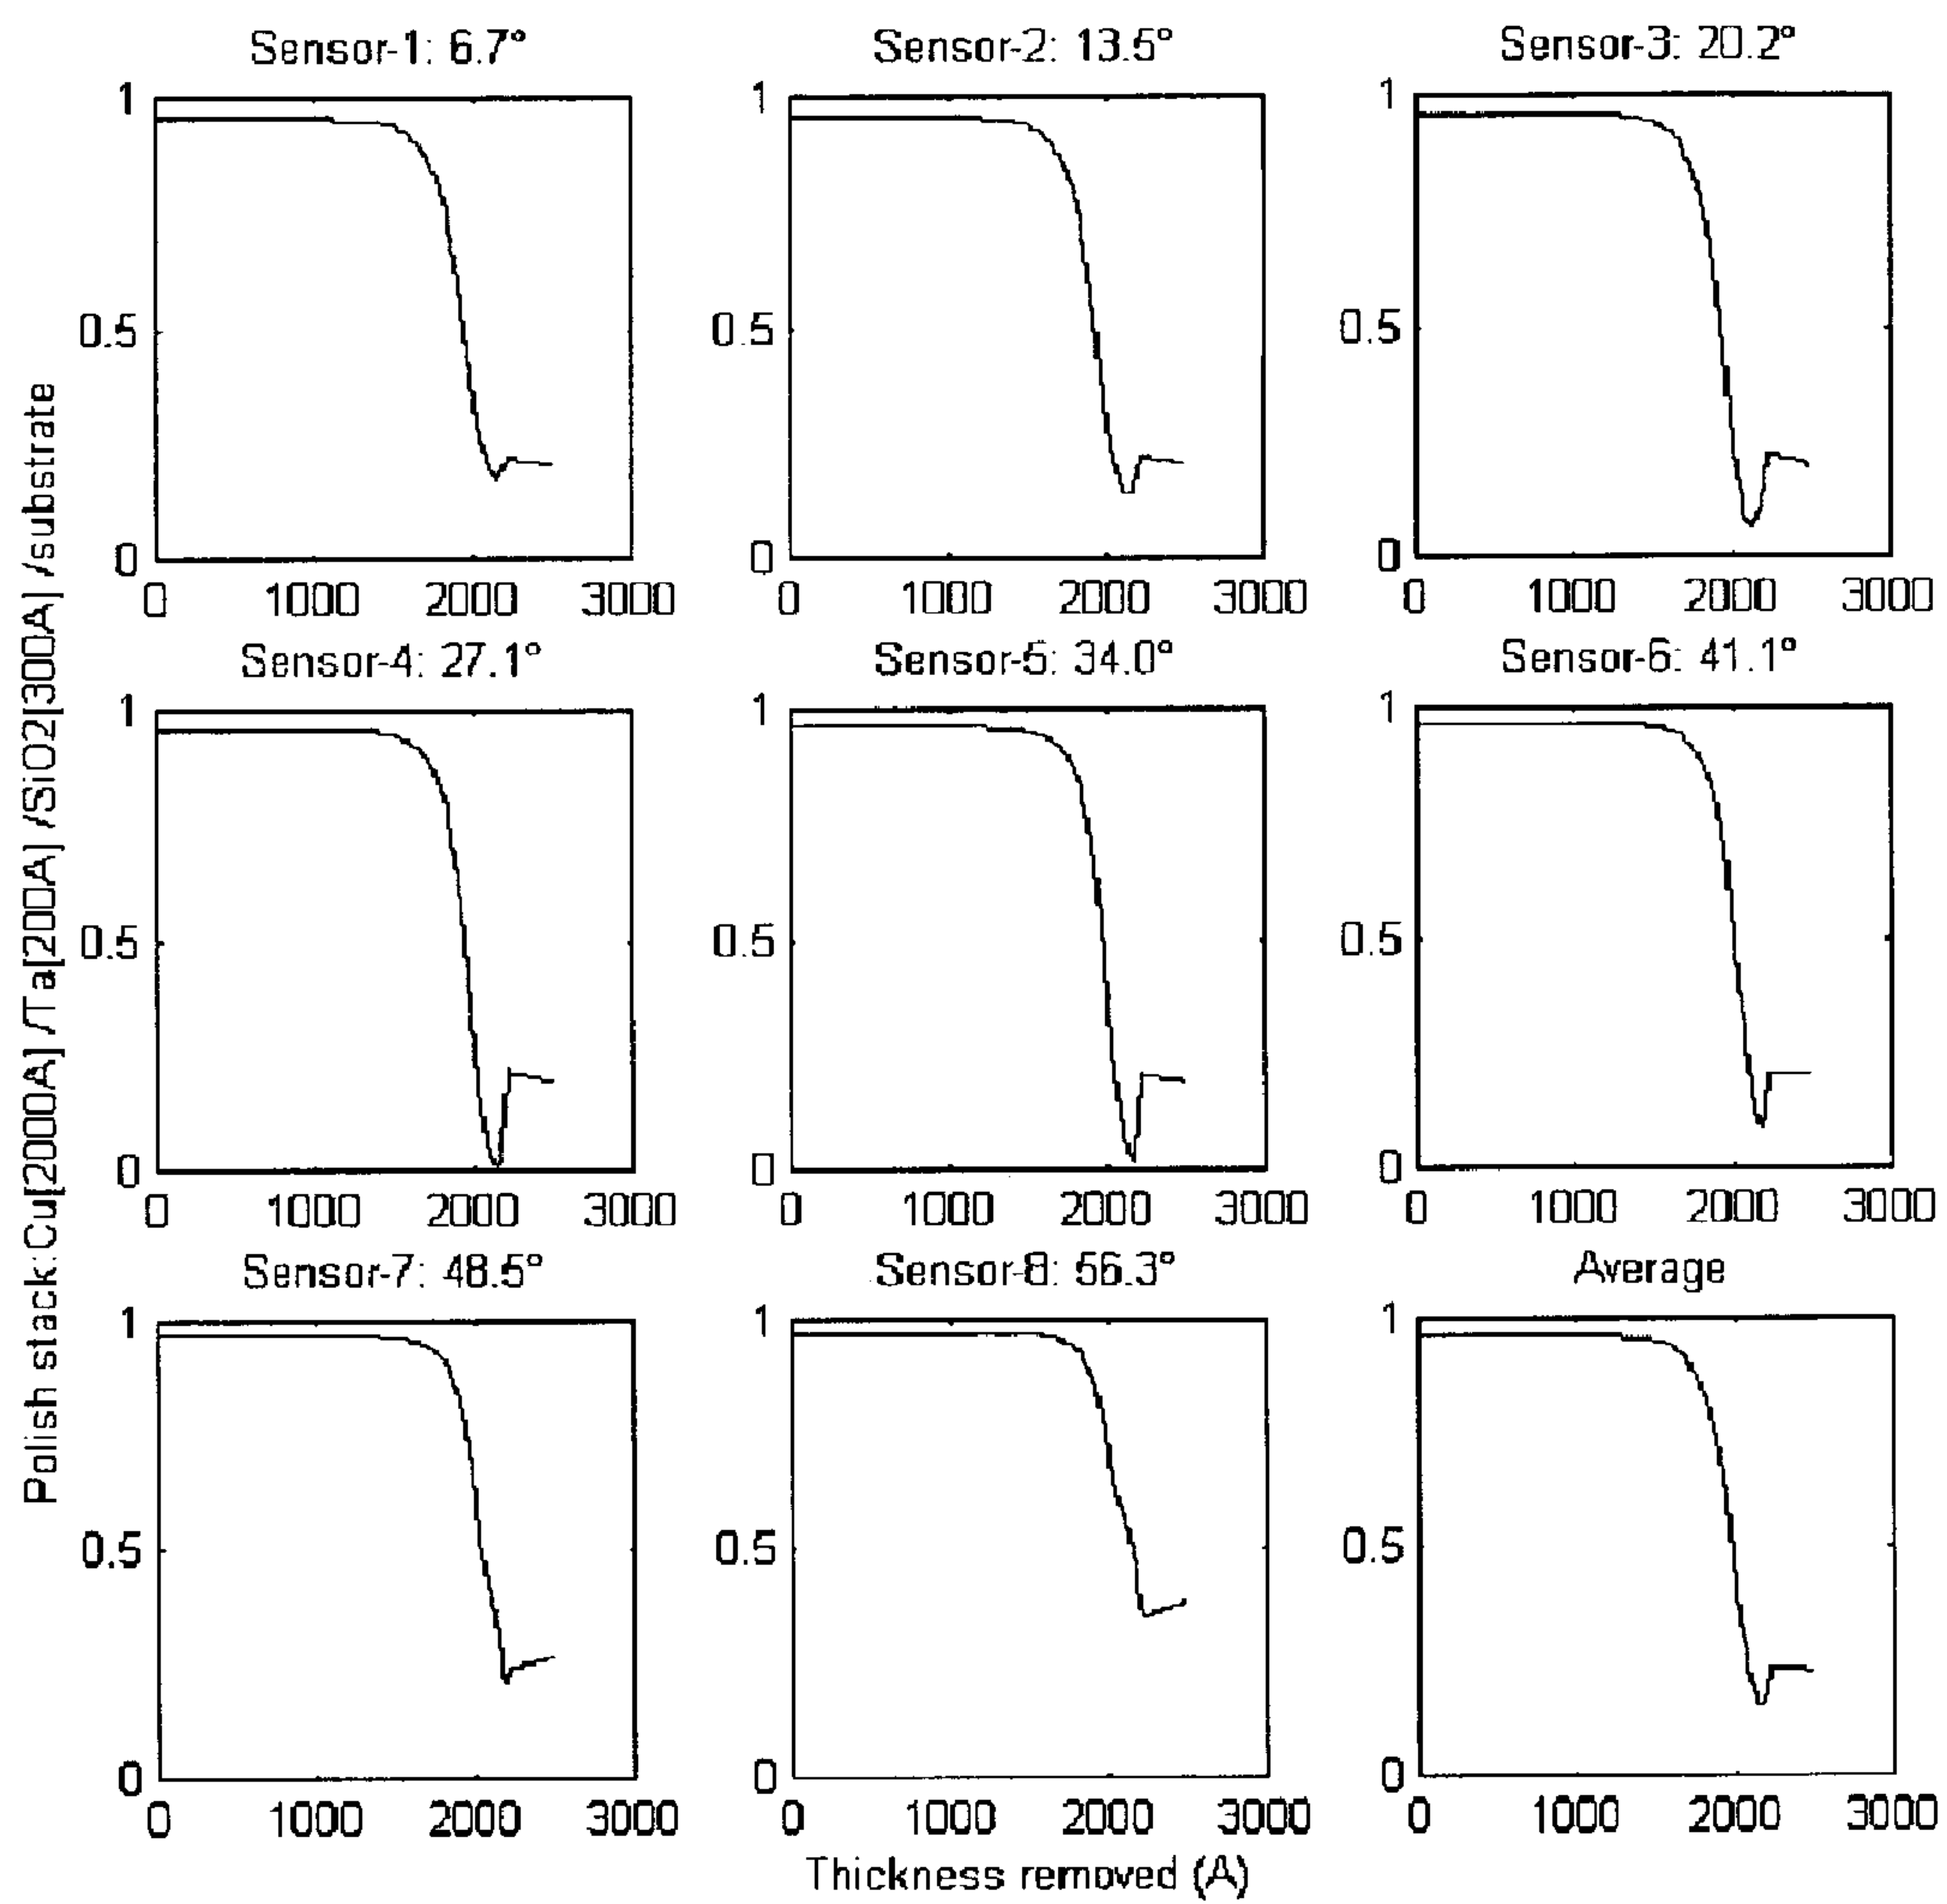 Polish stack:Cu[2000A] /Ta[200A] /SiO2[300A] /substrate
Sensor-1: 6.7° Sensor-2: 13.5° Sensor-3: 20.2°
1 1 1
0.5 0.5 0.5
0 0 0
0 1000 2000 3000 0 1000 2000 3000 0 1000 2000 3000
Sensor-4: 27.1° Sensor-5: 34.0° Sensor-6: 41.1°
1 1 1
0.5 0.5 0.5
0 0 0
0 1000 2000 3000 0 1000 2000 3000 0 1000 2000 3000
Sensor-7: 48.5° Sensor-8: 56.3° Average
1 1 1
0.5 0.5 0.5
0 0 0
0 1000 2000 3000 0 1000 2000 3000 0 1000 2000 3000
Thickness removed (A)